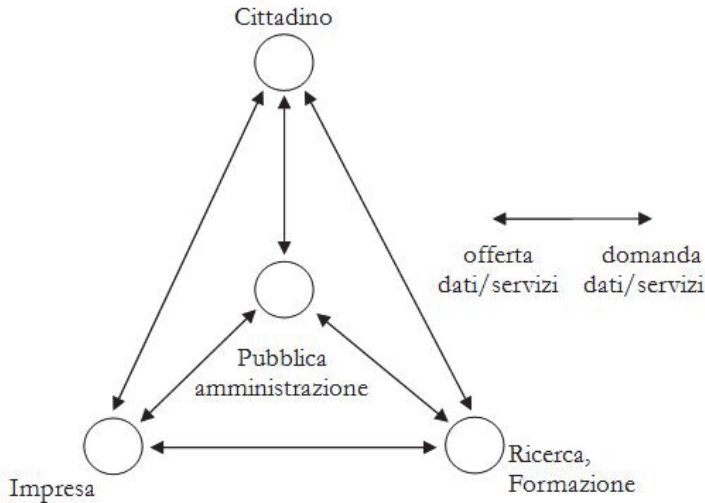 Cittadino
offerta
dati/servizi
domanda
dati/servizi
Pubblica
amministrazione
Impresa
Ricerca,
Formazione